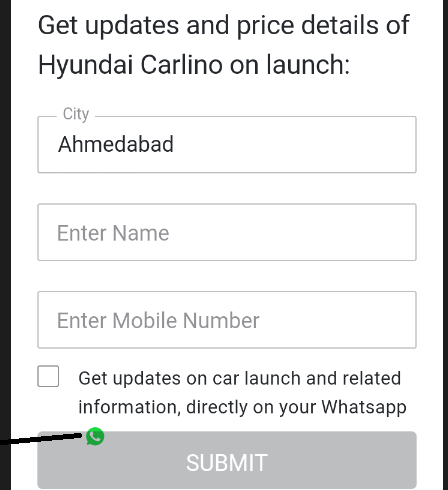 Get updates and price details of
Hyundai Carlino on launch:
City
Ahmedabad
Enter Name
Enter Mobile Number
Get updates on car launch and related
information, directly on your Whatsapp
SUBMIT